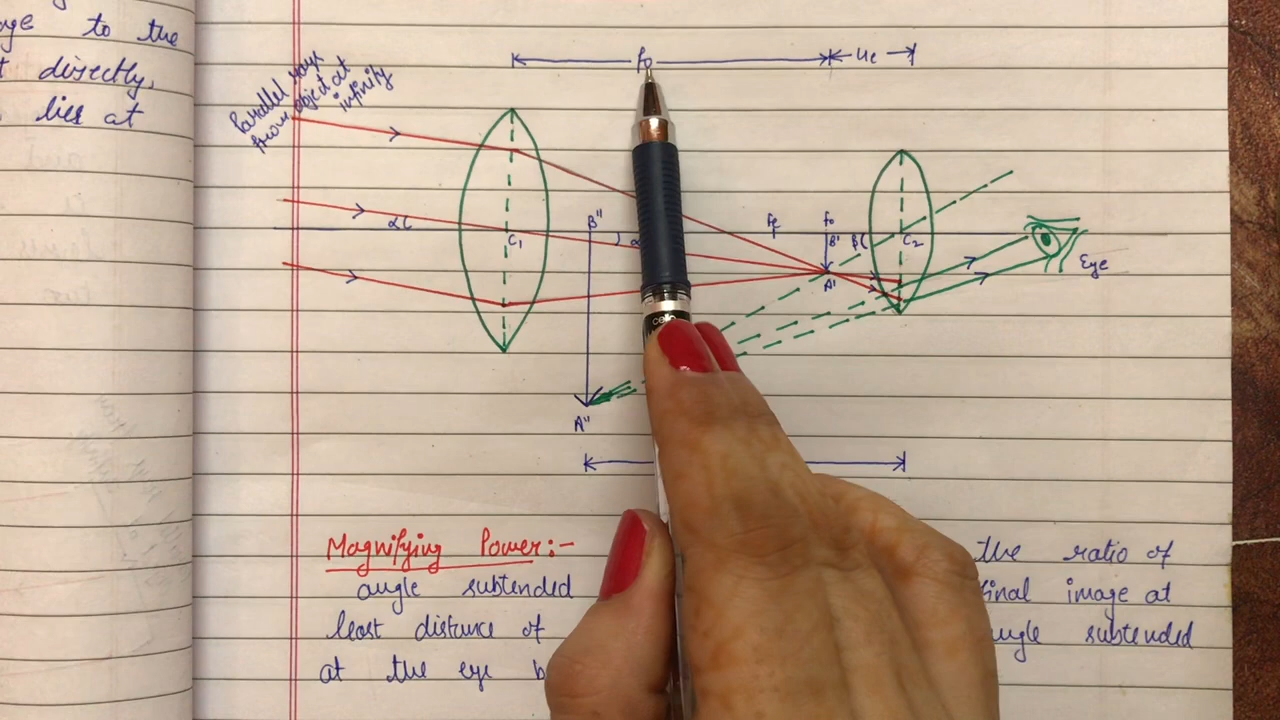 to the
directly,
lies at
Parallel rays
from object at
infinity
fo
ue
α
C1
B"
α
fe
fo
B'
β
C2
A'
Eye
A"
cello
Magnifying Power:- the ratio of
angle subtended final image at
least distance of angle subtended
at the eye b